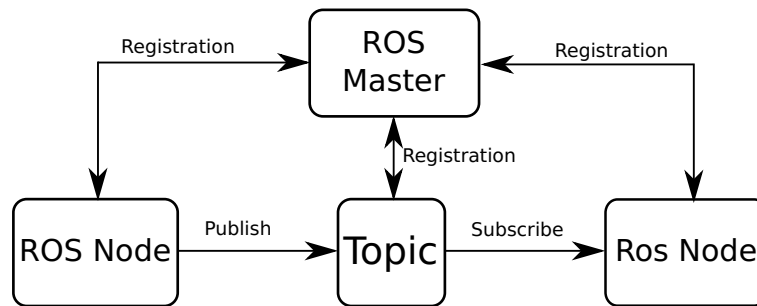 Registration
ROS
Master
Registration
Registration
ROS Node
Publish
Topic
Subscribe
Ros Node